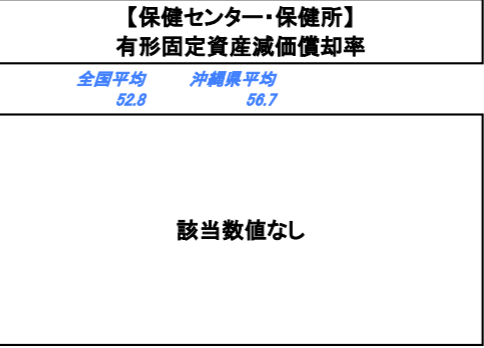 【保健センター・保健所】
有形固定資産減価償却率
全国平均 沖縄県平均
52.8 56.7
該当数値なし